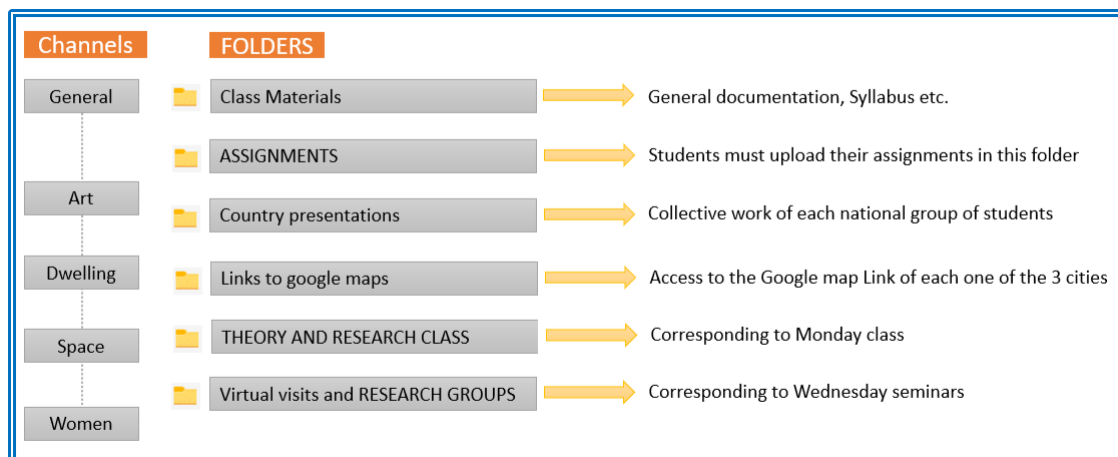 Channels
FOLDERS
General
Class Materials
General documentation, Syllabus etc.
ASSIGNMENTS
Students must upload their assignments in this folder
Art
Country presentations
Collective work of each national group of students
Dwelling
Links to google maps
Access to the Google map Link of each one of the 3 cities
Space
THEORY AND RESEARCH CLASS
Corresponding to Monday class
Virtual visits and RESEARCH GROUPS
Corresponding to Wednesday seminars
Women